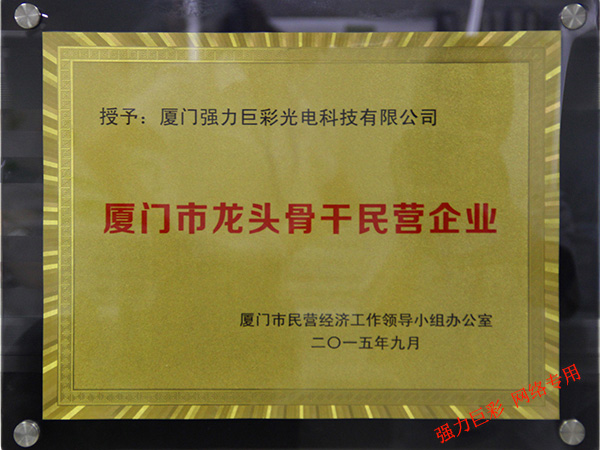 授予：厦门强力巨彩光电科技有限公司
厦门市龙头骨干民营企业
厦门市民营经济工作领导小组办公室
二〇一五年九月
强力巨彩 网络专用